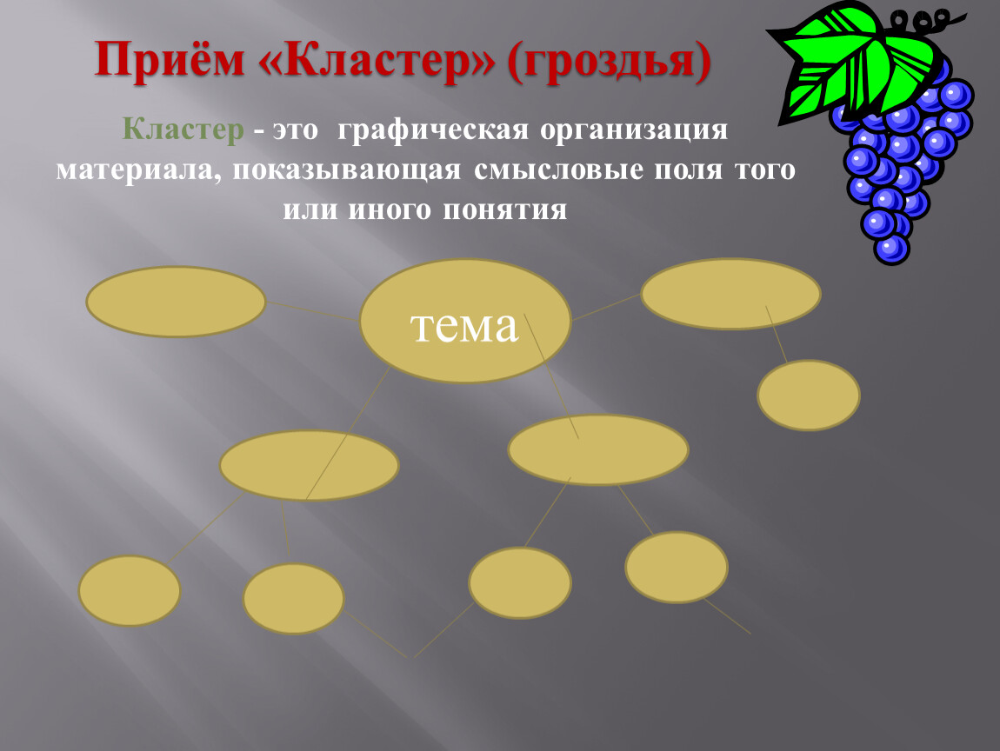 Приём «Кластер» (гроздья)
Кластер - это графическая организация
материала, показывающая смысловые поля того
или иного понятия
тема